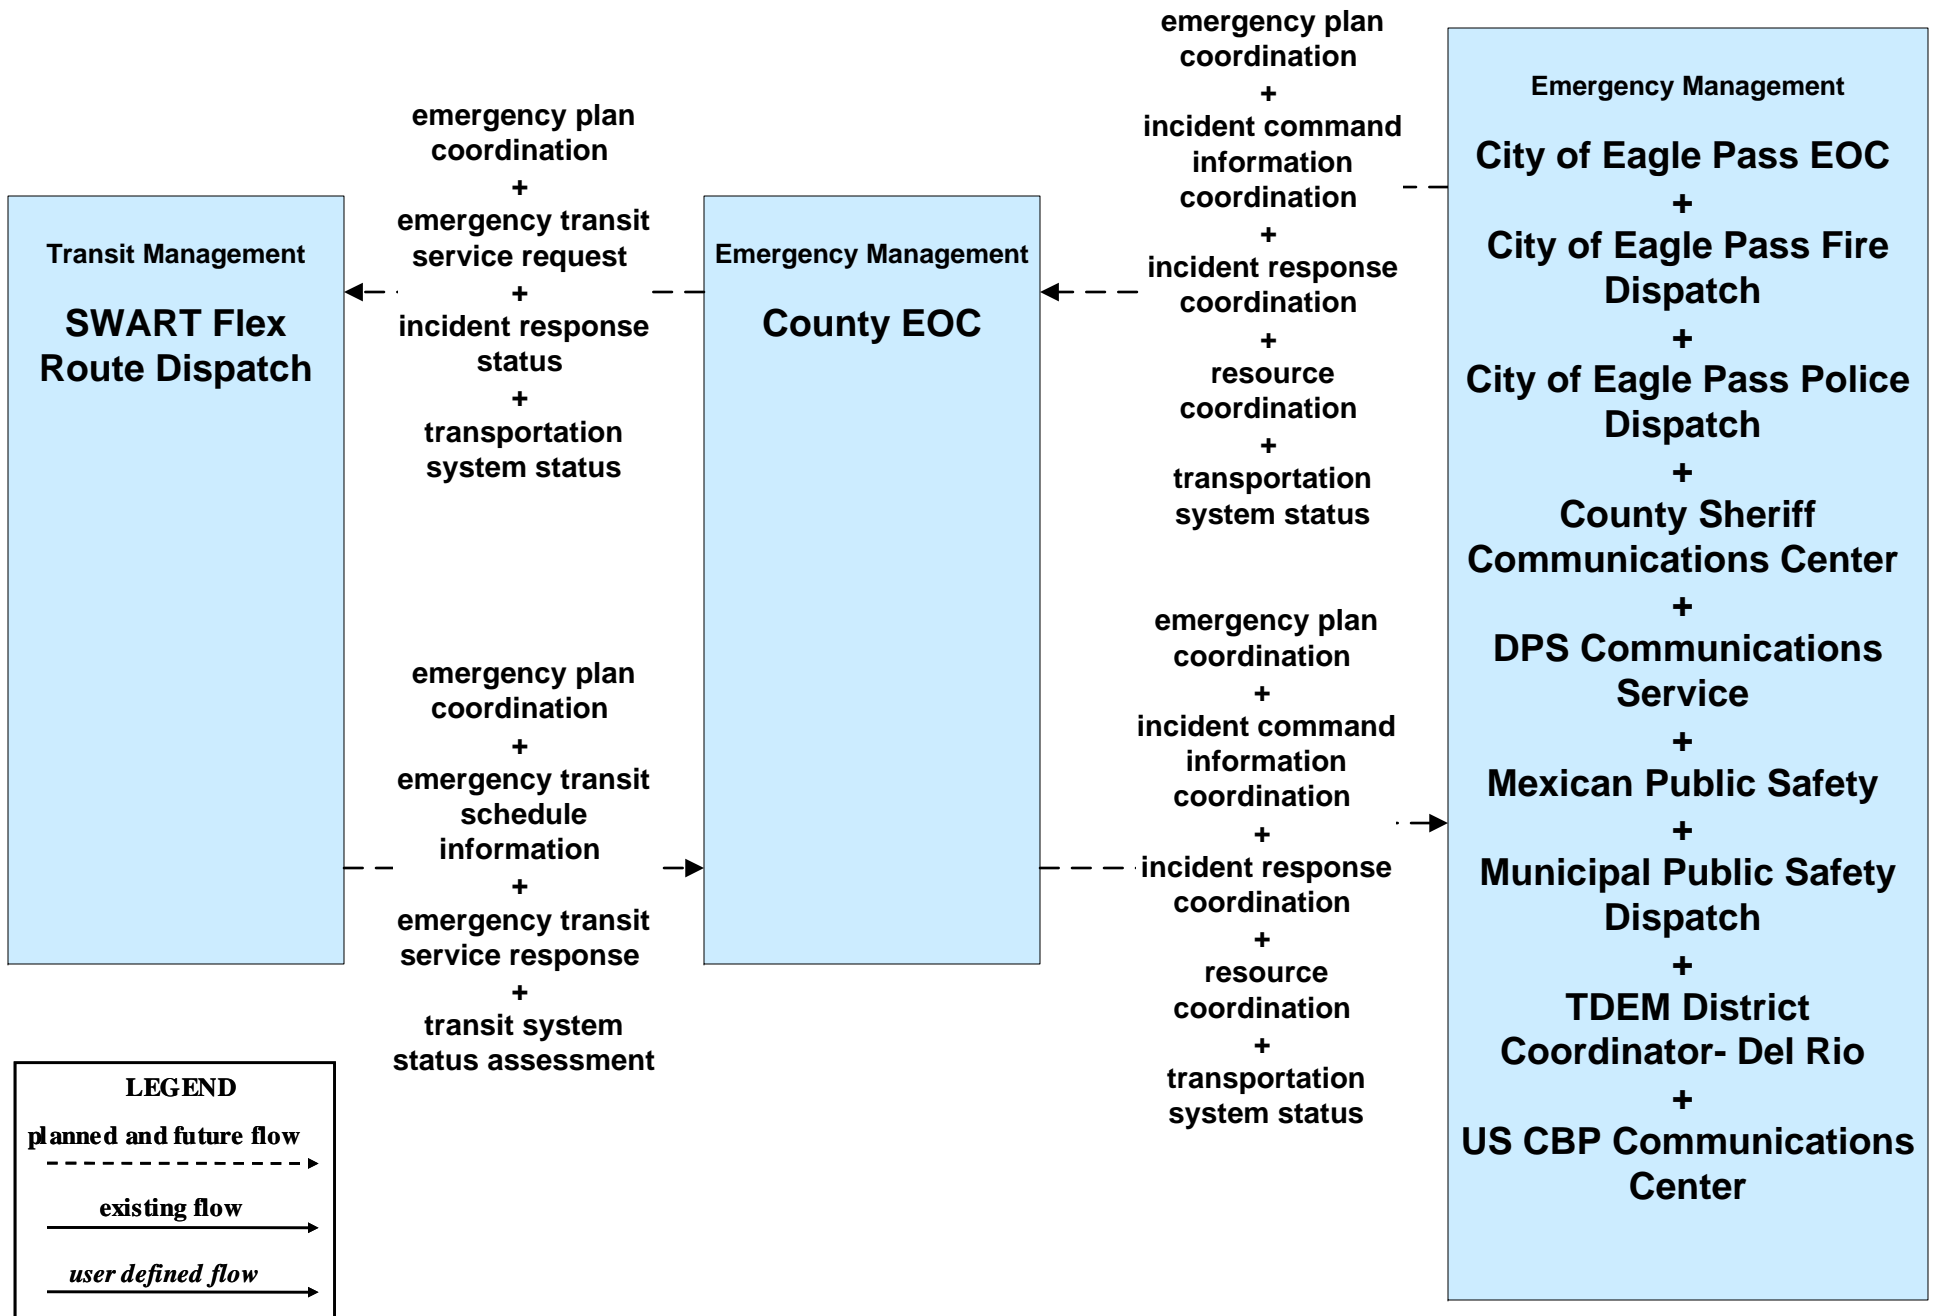 Transit Management
SWART Flex
Route Dispatch
emergency plan
coordination
+
emergency transit
service request
+
incident response
status
+
transportation
system status
emergency plan
coordination
+
emergency transit
schedule
information
+
emergency transit
service response
+
transit system
status assessment
Emergency Management
County EOC
emergency plan
coordination
+
incident command
information
coordination
+
incident response
coordination
+
resource
coordination
+
transportation
system status
emergency plan
coordination
+
incident command
information
coordination
+
incident response
coordination
+
resource
coordination
+
transportation
system status
Emergency Management
City of Eagle Pass EOC
+
City of Eagle Pass Fire
Dispatch
+
City of Eagle Pass Police
Dispatch
+
County Sheriff
Communications Center
+
DPS Communications
Service
+
Mexican Public Safety
+
Municipal Public Safety
Dispatch
+
TDEM District
Coordinator- Del Rio
+
US CBP Communications
Center
LEGEND
planned and future flow
existing flow
user defined flow